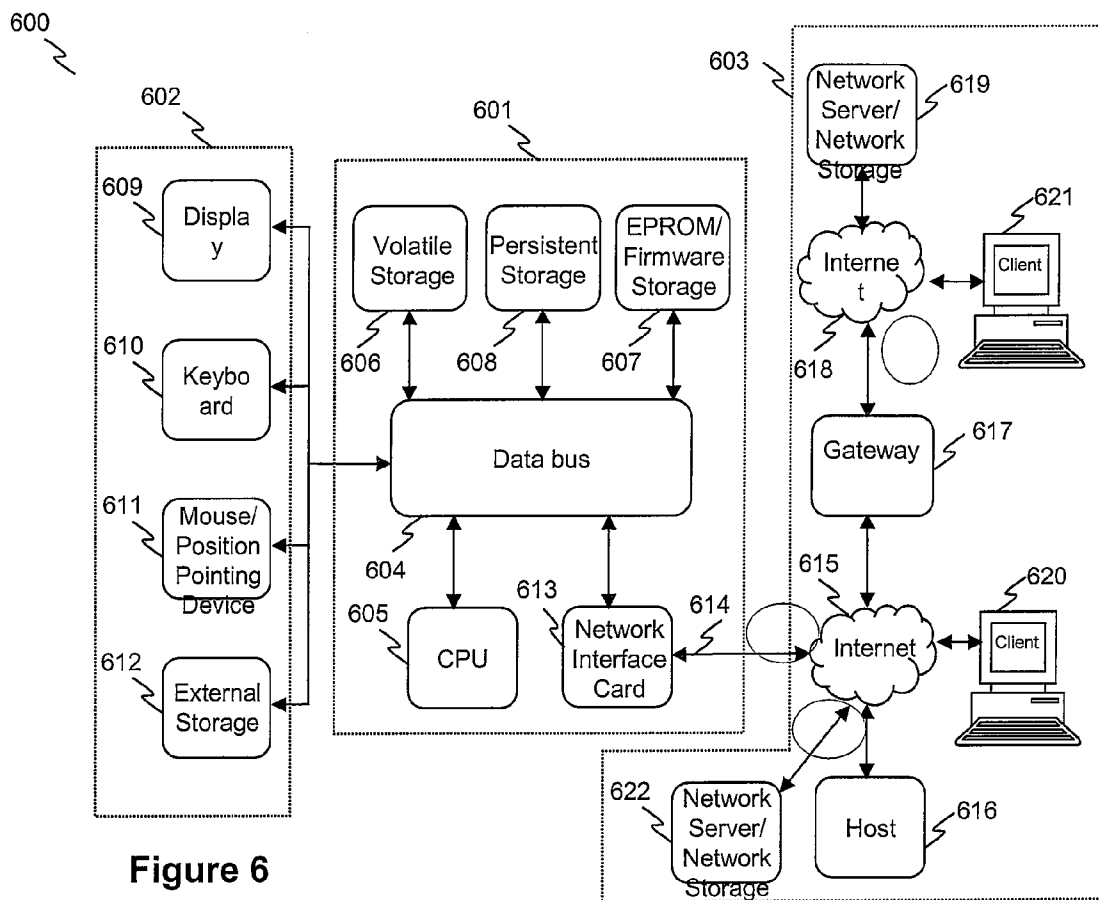 600
602
609
Displa
y
610
Keybo
ard
611
Mouse/
Position
Pointing
Device
612
External
Storage
601
Volatile
Storage
606
Persistent
Storage
608
EPROM/
Firmware
Storage
607
Data bus
604
605
CPU
613
Network
Interface
Card
614
603
Network
Server/
Network
Storage
619
Interne
t
618
621
Client
Gateway
617
615
Internet
620
Client
622
Network
Server/
Network
Storage
Host
616
Figure 6